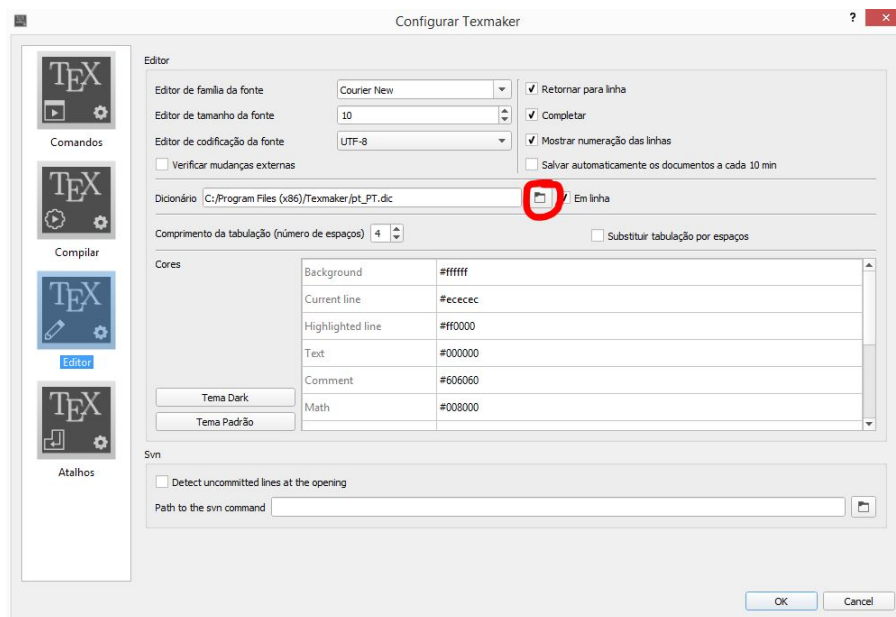 Configurar Texmaker
?
TEX
Comandos
TEX
Compilar
TEX
Editor
TEX
Atalhos
Editor
Editor de família da fonte
Courier New
Retornar para linha
Editor de tamanho da fonte
10
Completar
Editor de codificação da fonte
UTF-8
Mostrar numeração das linhas
Verificar mudanças externas
Salvar automaticamente os documentos a cada 10 min
Dicionário C:/Program Files (x86)/Texmaker/pt_PT.dic Em linha
Comprimento da tabulação (número de espaços) 4 Substituir tabulação por espaços
Cores
Background #ffffff
Current line #ececec
Highlighted line #ff0000
Text #000000
Comment #606060
Math #008000
Tema Dark
Tema Padrão
Svn
Detect uncommitted lines at the opening
Path to the svn command
OK Cancel